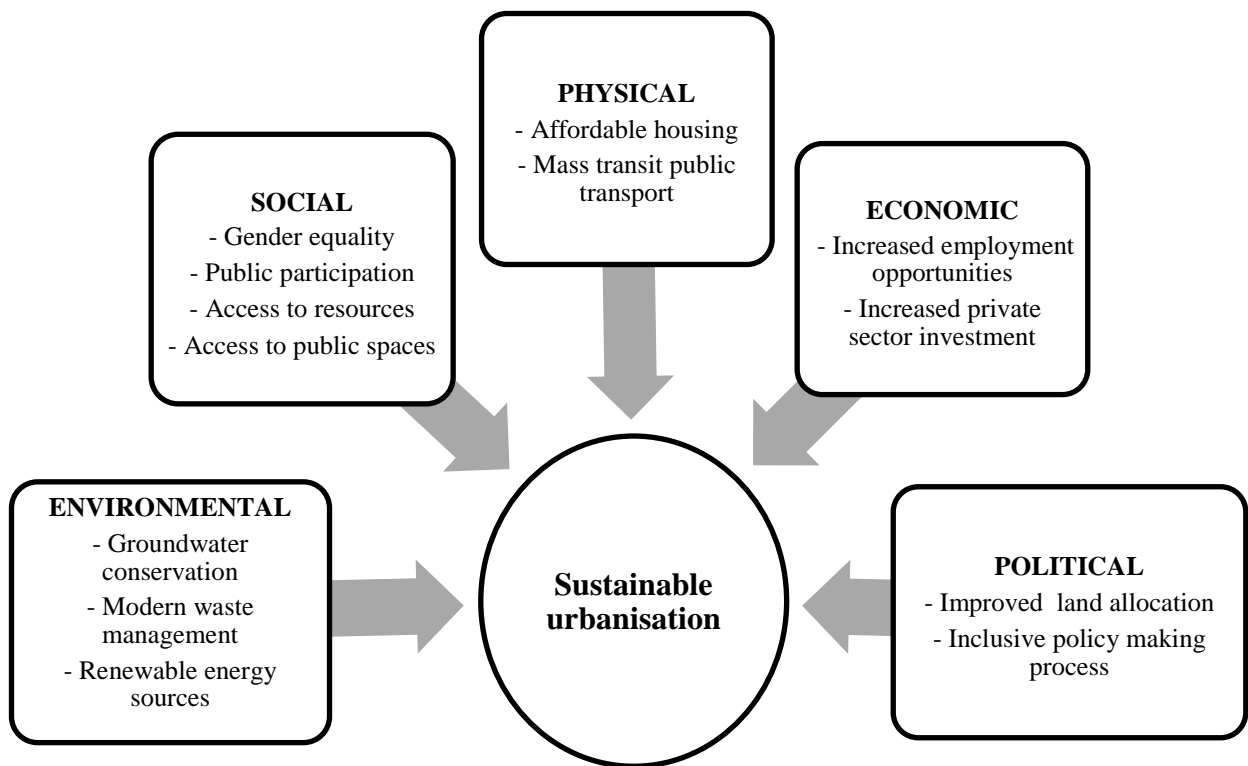 PHYSICAL
- Affordable housing
- Mass transit public
transport
SOCIAL
- Gender equality
- Public participation
- Access to resources
- Access to public spaces
ECONOMIC
- Increased employment
opportunities
- Increased private
sector investment
ENVIRONMENTAL
- Groundwater
conservation
- Modern waste
management
- Renewable energy
sources
Sustainable
urbanisation
POLITICAL
- Improved  land allocation
- Inclusive policy making
process